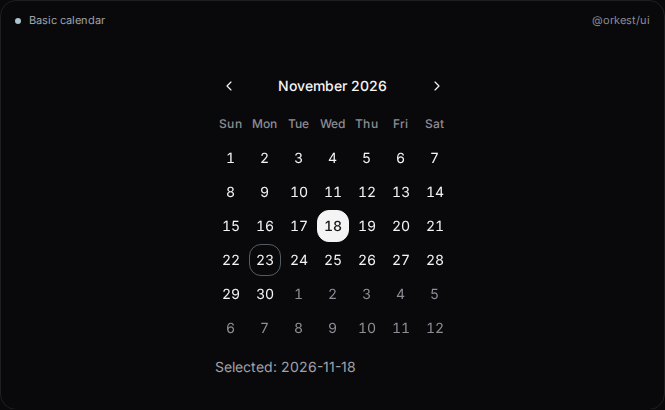 Basic calendar @orkest/ui
November 2026
Sun Mon Tue Wed Thu Fri Sat
1 2 3 4 5 6 7
8 9 10 11 12 13 14
15 16 17 18 19 20 21
22 23 24 25 26 27 28
29 30 1 2 3 4 5
6 7 8 9 10 11 12
Selected: 2026-11-18